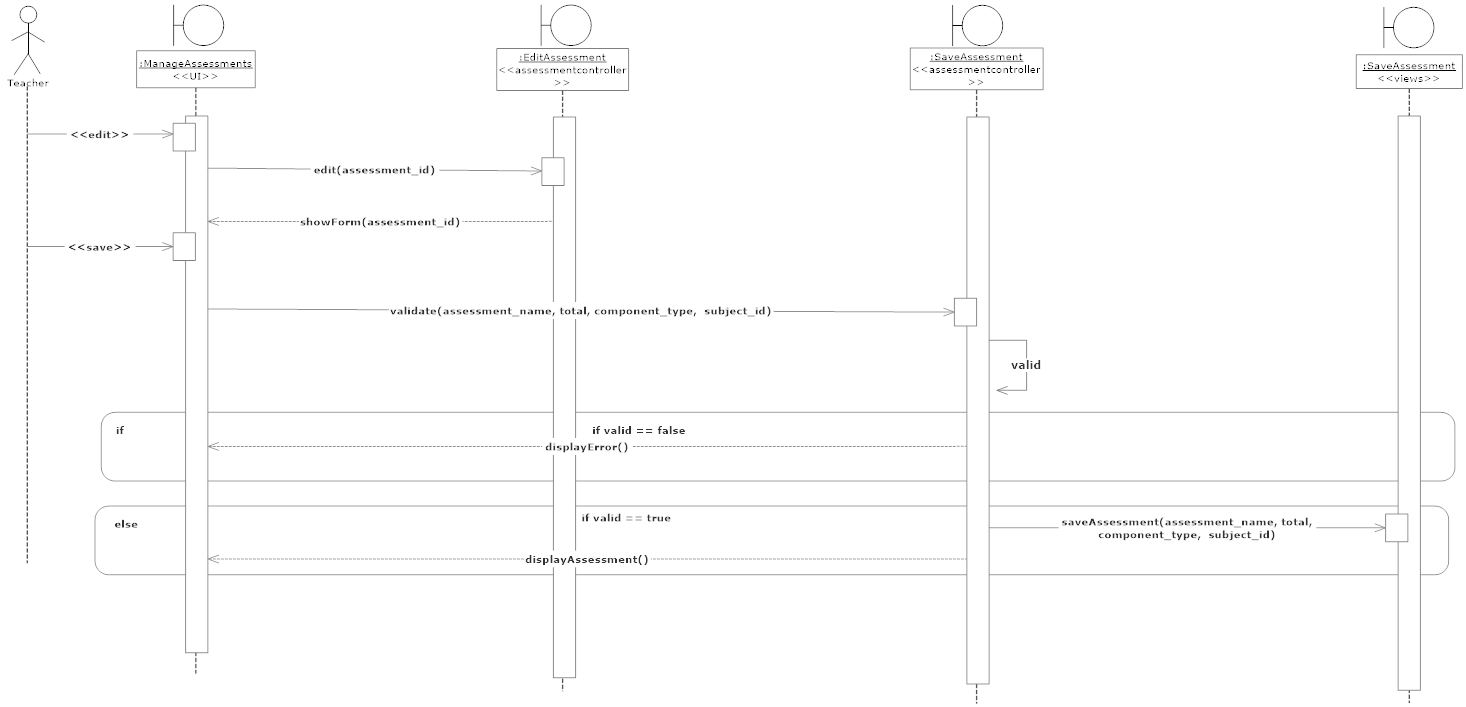 Teacher
:ManageAssessments
<<UI>>
:EditAssessment
<<assessmentcontroller
>>
:SaveAssessment
<<assessmentcontroller
>>
:SaveAssessment
<<views>>
<<edit>>
edit(assessment_id)
showForm(assessment_id)
<<save>>
validate(assessment_name, total, component_type,  subject_id)
valid
if
if valid == false
displayError()
else
if valid == true
saveAssessment(assessment_name, total,
component_type,  subject_id)
displayAssessment()